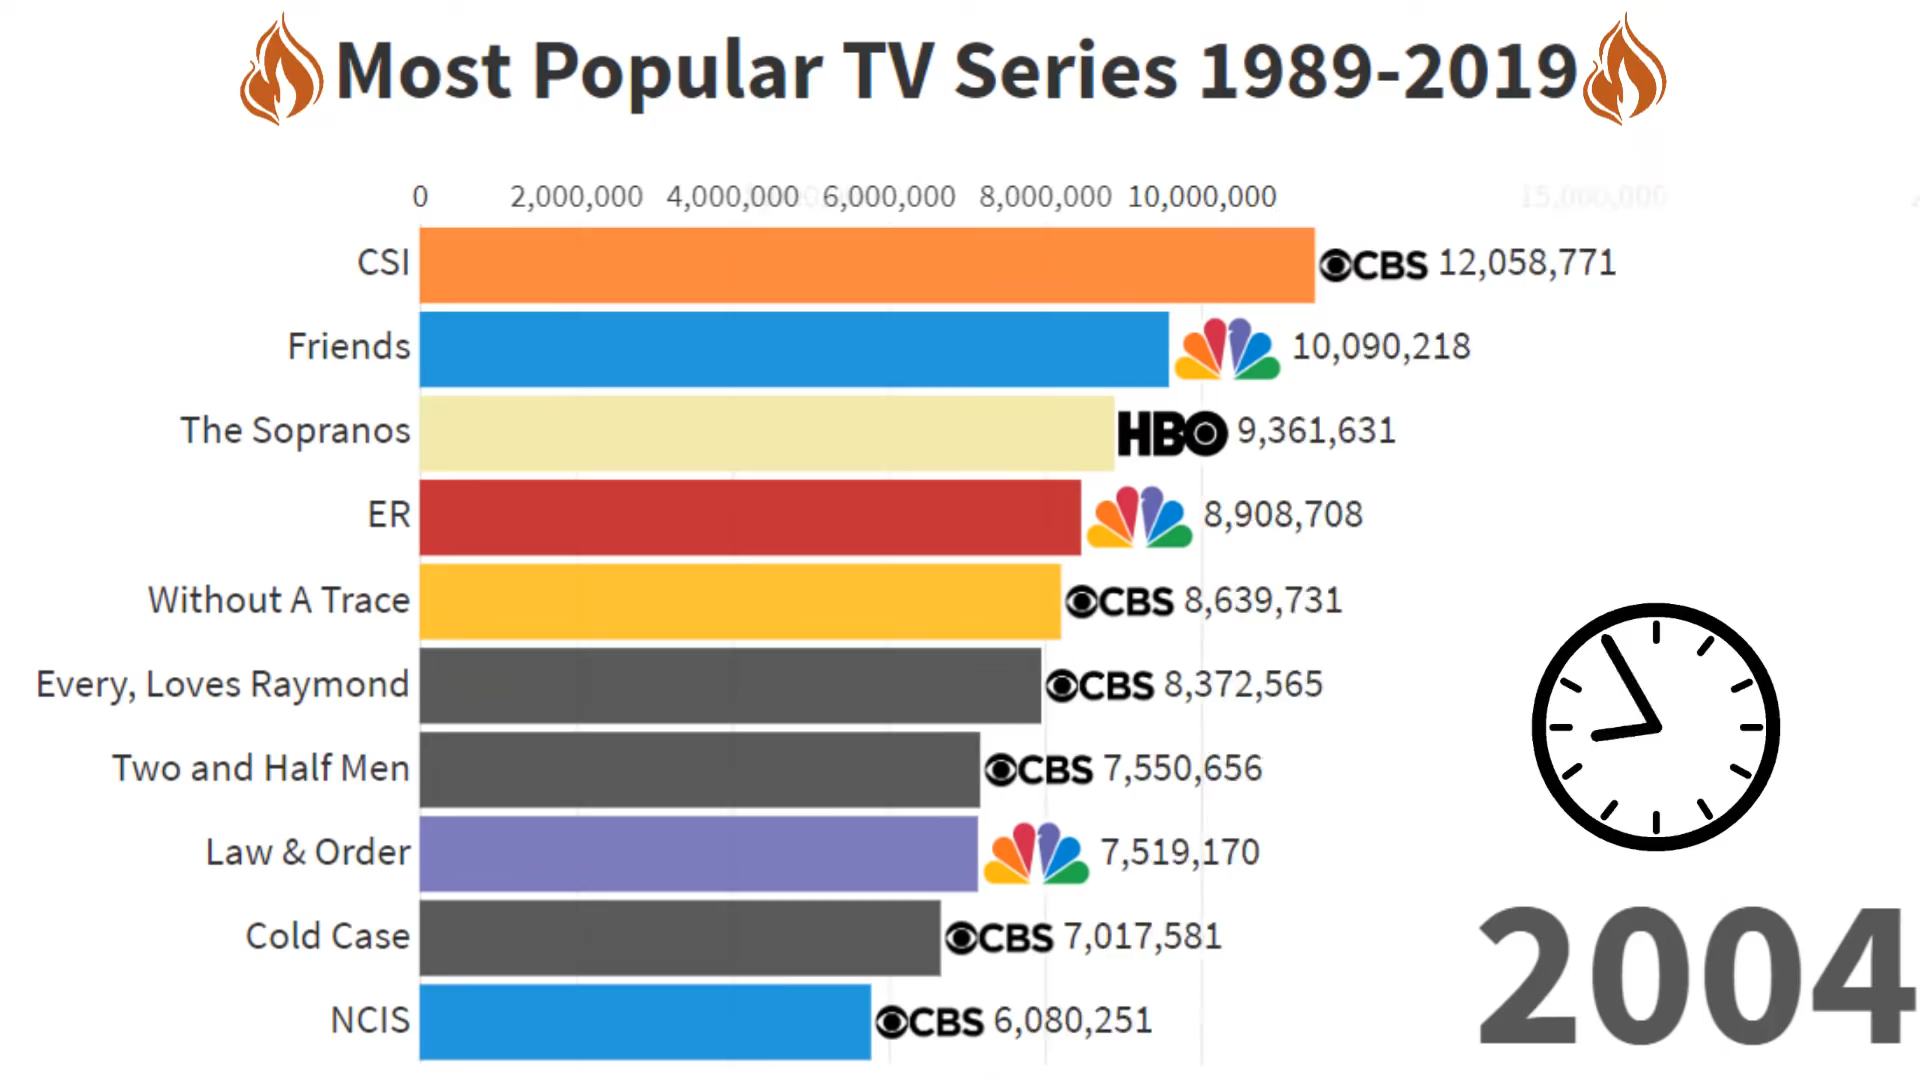 Most Popular TV Series 1989-2019
0 2,000,000 4,000,000 6,000,000 8,000,000 10,000,000 15,000,000
CSI CBS 12,058,771
Friends 10,090,218
The Sopranos HBO 9,361,631
ER 8,908,708
Without A Trace CBS 8,639,731
Every, Loves Raymond CBS 8,372,565
Two and Half Men CBS 7,550,656
Law & Order 7,519,170
Cold Case CBS 7,017,581
NCIS CBS 6,080,251
2004